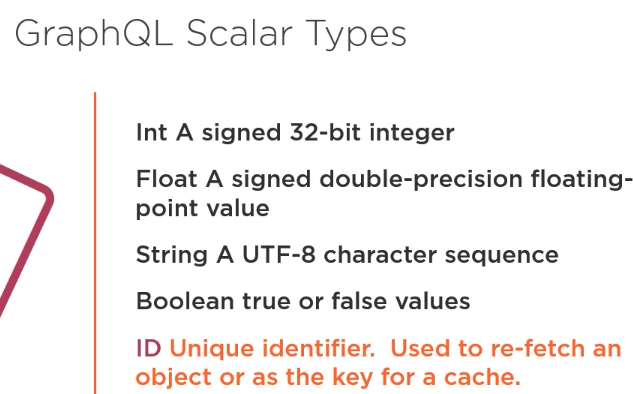 GraphQL Scalar Types
Int A signed 32-bit integer
Float A signed double-precision floating-
point value
String A UTF-8 character sequence
Boolean true or false values
ID Unique identifier.  Used to re-fetch an
object or as the key for a cache.